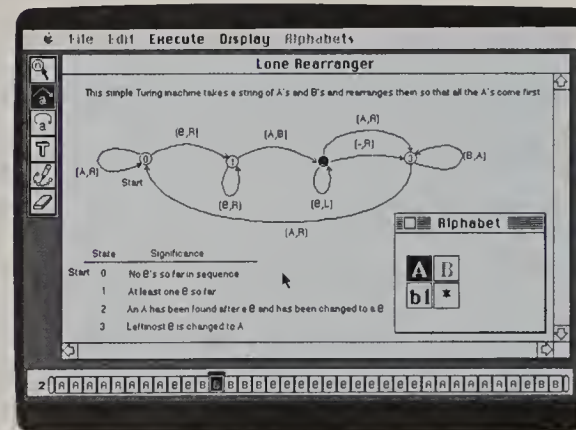 File Edit Execute Display Alphabets
Lone Rearranger
This simple Turing machine takes a string of A's and B's and rearranges them so that all the A's come first
[A,R]
[B,R] [A,B] [-,R]
0 1 3 [B,A]
[A,R] Start
[B,R] [B,L]
[A,R]
Alphabet
A B
bl *
State Significance
Start 0 No B's so far in sequence
1 At least one B so far
2 An A has been found after a B and has been changed to a B
3 Leftmost B is changed to A
2